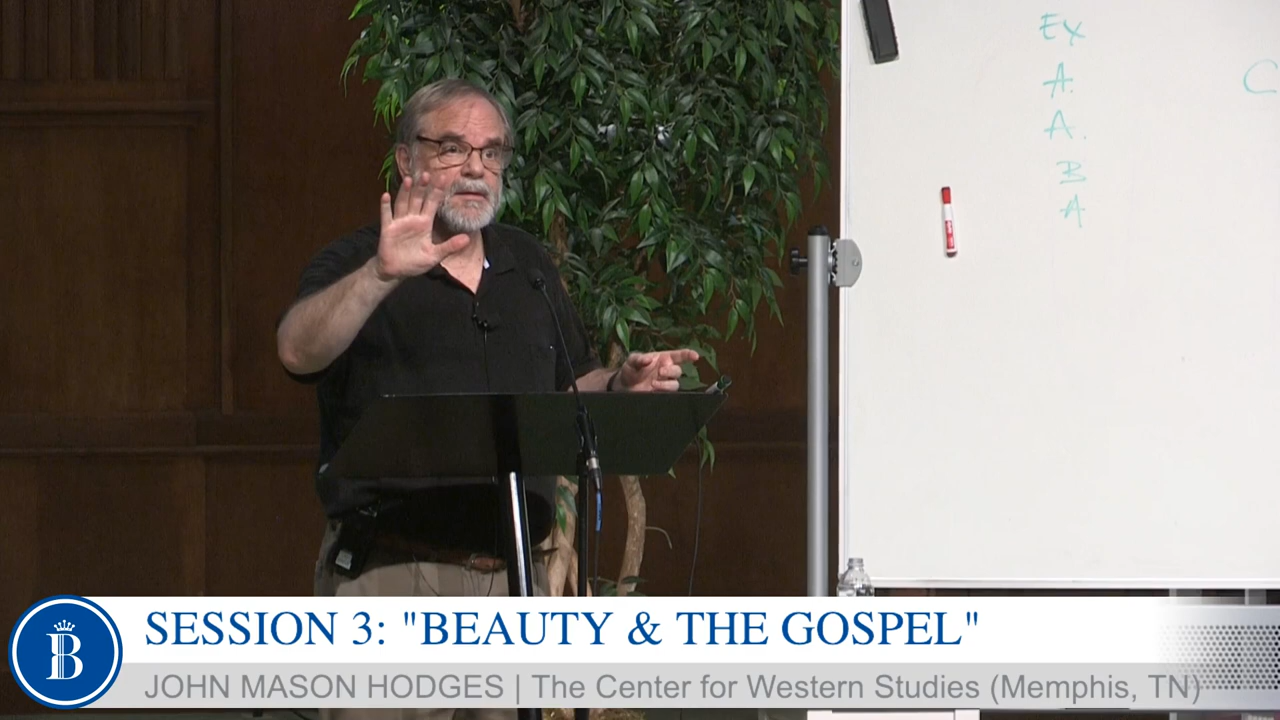 Ex
A.
A.
B
A
C
B
SESSION 3: "BEAUTY & THE GOSPEL"
JOHN MASON HODGES | The Center for Western Studies (Memphis, TN)